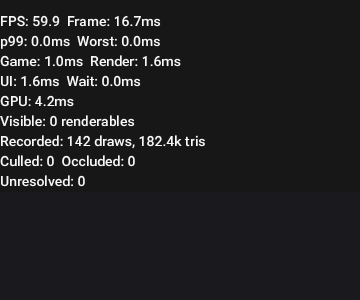 FPS: 59.9 Frame: 16.7ms
p99: 0.0ms Worst: 0.0ms
Game: 1.0ms Render: 1.6ms
UI: 1.6ms Wait: 0.0ms
GPU: 4.2ms
Visible: 0 renderables
Recorded: 142 draws, 182.4k tris
Culled: 0 Occluded: 0
Unresolved: 0